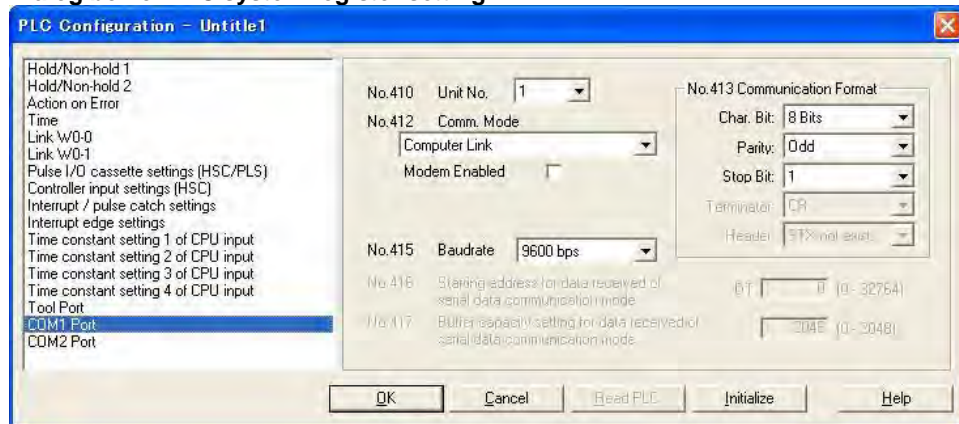 PLC Configuration - Untitle1
Hold/Non-hold 1
Hold/Non-hold 2
Action on Error
Time
Link W0-0
Link W0-1
Pulse I/O cassette settings (HSC/PLS)
Controller input settings (HSC)
Interrupt / pulse catch settings
Interrupt edge settings
Time constant setting 1 of CPU input
Time constant setting 2 of CPU input
Time constant setting 3 of CPU input
Time constant setting 4 of CPU input
Tool Port
COM1 Port
COM2 Port
No.410 Unit No. 1
No.412 Comm. Mode
Computer Link
Modem Enabled
No.413 Communication Format
Char. Bit: 8 Bits
Parity: Odd
Stop Bit: 1
Terminator: CR
Header: STX not exist
No.415 Baudrate 9600 bps
No.416 Starting address for data received of
serial data communication mode
DT 0 (0 - 32764)
No.417 Buffer capacity setting for data received of
serial data communication mode
2048 (0 - 2048)
OK Cancel Read PLC Initialize Help